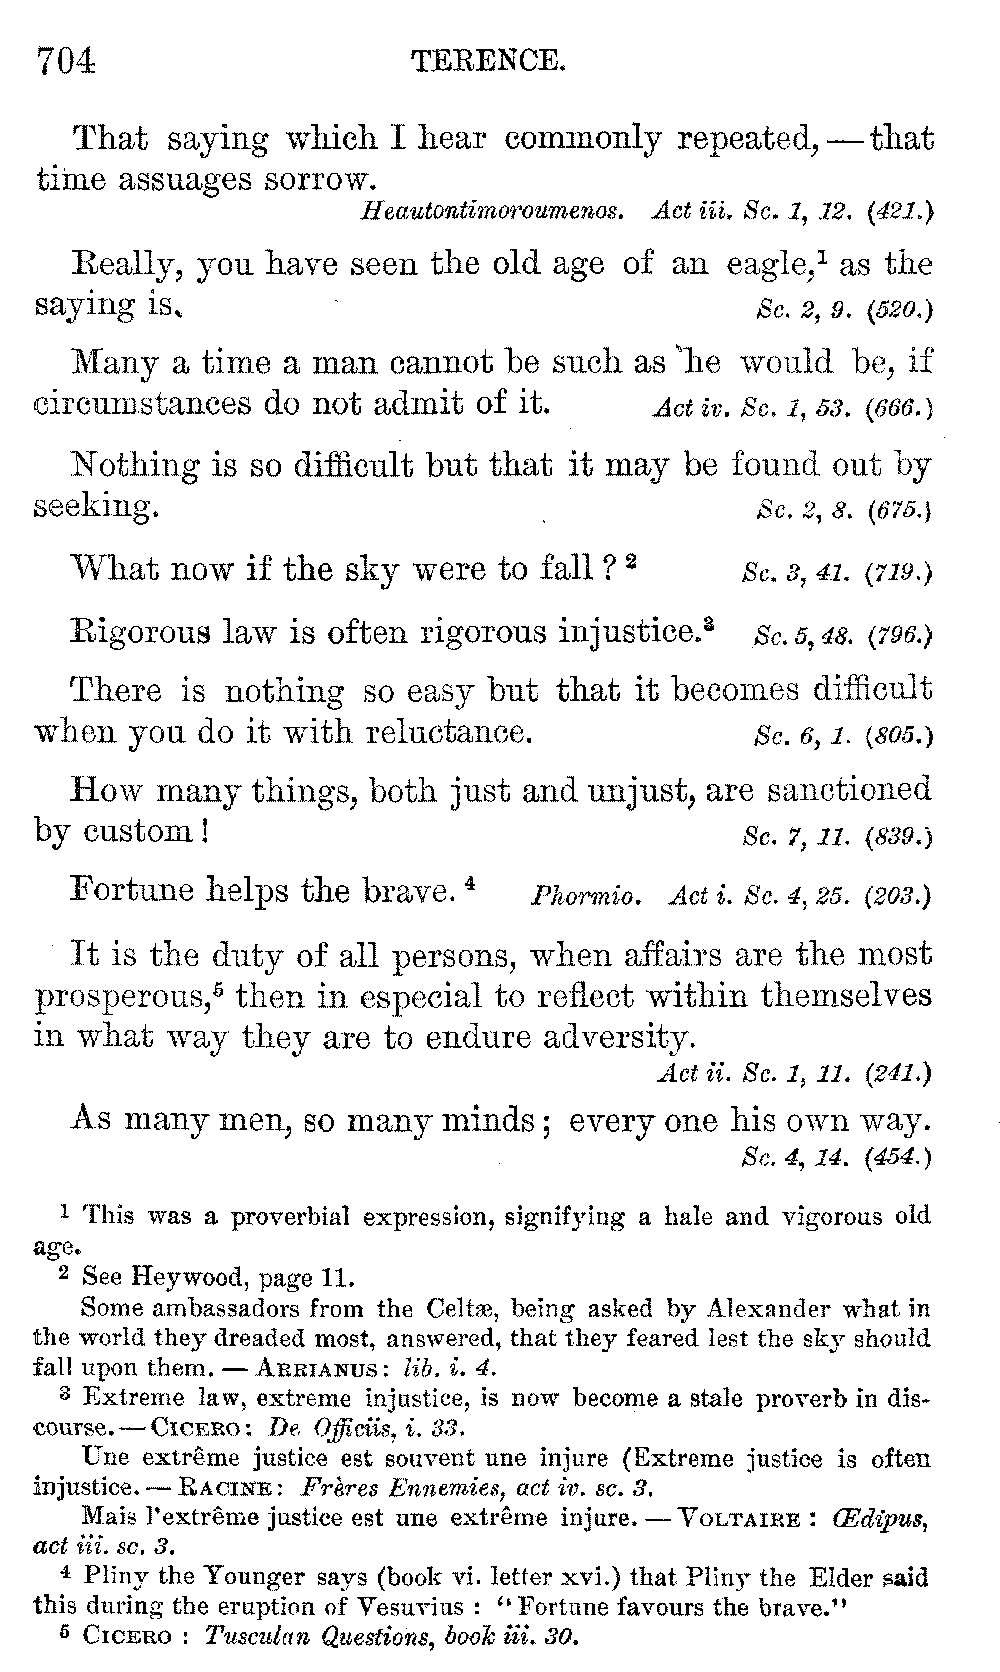 704 TERENCE.
That saying which I hear commonly repeated, — that
time assuages sorrow.
Heautontimoroumenos. Act iii. Sc. 1, 12. (421.)
Really, you have seen the old age of an eagle,¹ as the
saying is. Sc. 2, 9. (520.)
Many a time a man cannot be such as he would be, if
circumstances do not admit of it. Act iv. Sc. 1, 53. (666.)
Nothing is so difficult but that it may be found out by
seeking. Sc. 2, 8. (675.)
What now if the sky were to fall?² Sc. 3, 41. (719.)
Rigorous law is often rigorous injustice.³ Sc. 5, 48. (796.)
There is nothing so easy but that it becomes difficult
when you do it with reluctance. Sc. 6, 1. (805.)
How many things, both just and unjust, are sanctioned
by custom! Sc. 7, 11. (839.)
Fortune helps the brave.⁴ Phormio. Act i. Sc. 4, 25. (203.)
It is the duty of all persons, when affairs are the most
prosperous,⁵ then in especial to reflect within themselves
in what way they are to endure adversity.
Act ii. Sc. 1, 11. (241.)
As many men, so many minds; every one his own way.
Sc. 4, 14. (454.)
¹ This was a proverbial expression, signifying a hale and vigorous old
age.
² See Heywood, page 11.
Some ambassadors from the Celtæ, being asked by Alexander what in
the world they dreaded most, answered, that they feared lest the sky should
fall upon them. — ARRIANUS: lib. i. 4.
³ Extreme law, extreme injustice, is now become a stale proverb in dis-
course. — CICERO: De Officiis, i. 33.
Une extrême justice est souvent une injure (Extreme justice is often
injustice. — RACINE: Frères Ennemies, act iv. sc. 3.
Mais l'extrême justice est une extrême injure. — VOLTAIRE: Œdipus,
act iii. sc. 3.
⁴ Pliny the Younger says (book vi. letter xvi.) that Pliny the Elder said
this during the eruption of Vesuvius: "Fortune favours the brave."
⁵ CICERO: Tusculan Questions, book iii. 30.